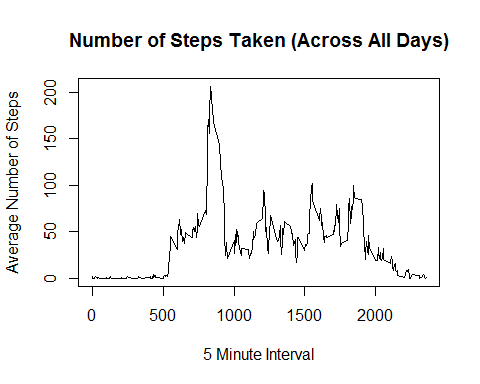 Number of Steps Taken (Across All Days)
Average Number of Steps
200
150
100
50
0
0 500 1000 1500 2000
5 Minute Interval